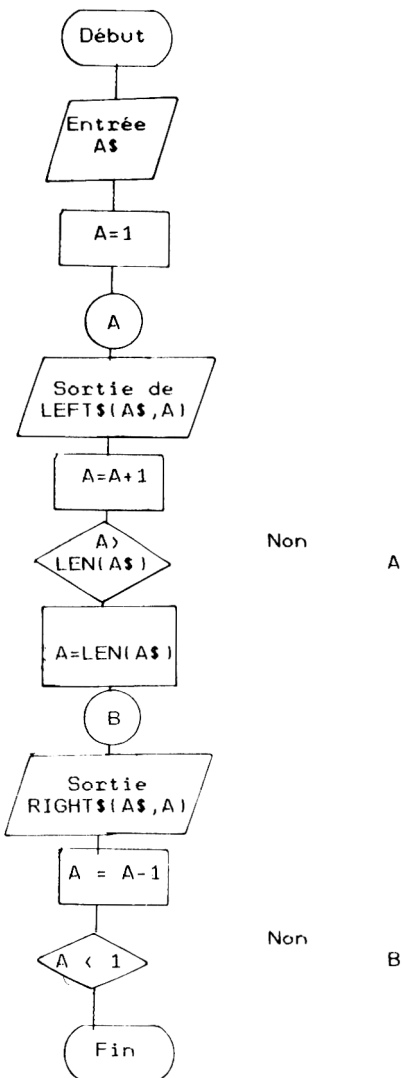 Début
Entrée
A$
A=1
A
Sortie de
LEFT$(A$,A)
A=A+1
A>
LEN(A$)
Non
A
A=LEN(A$)
B
Sortie
RIGHT$(A$,A)
A = A-1
A < 1
Non
B
Fin